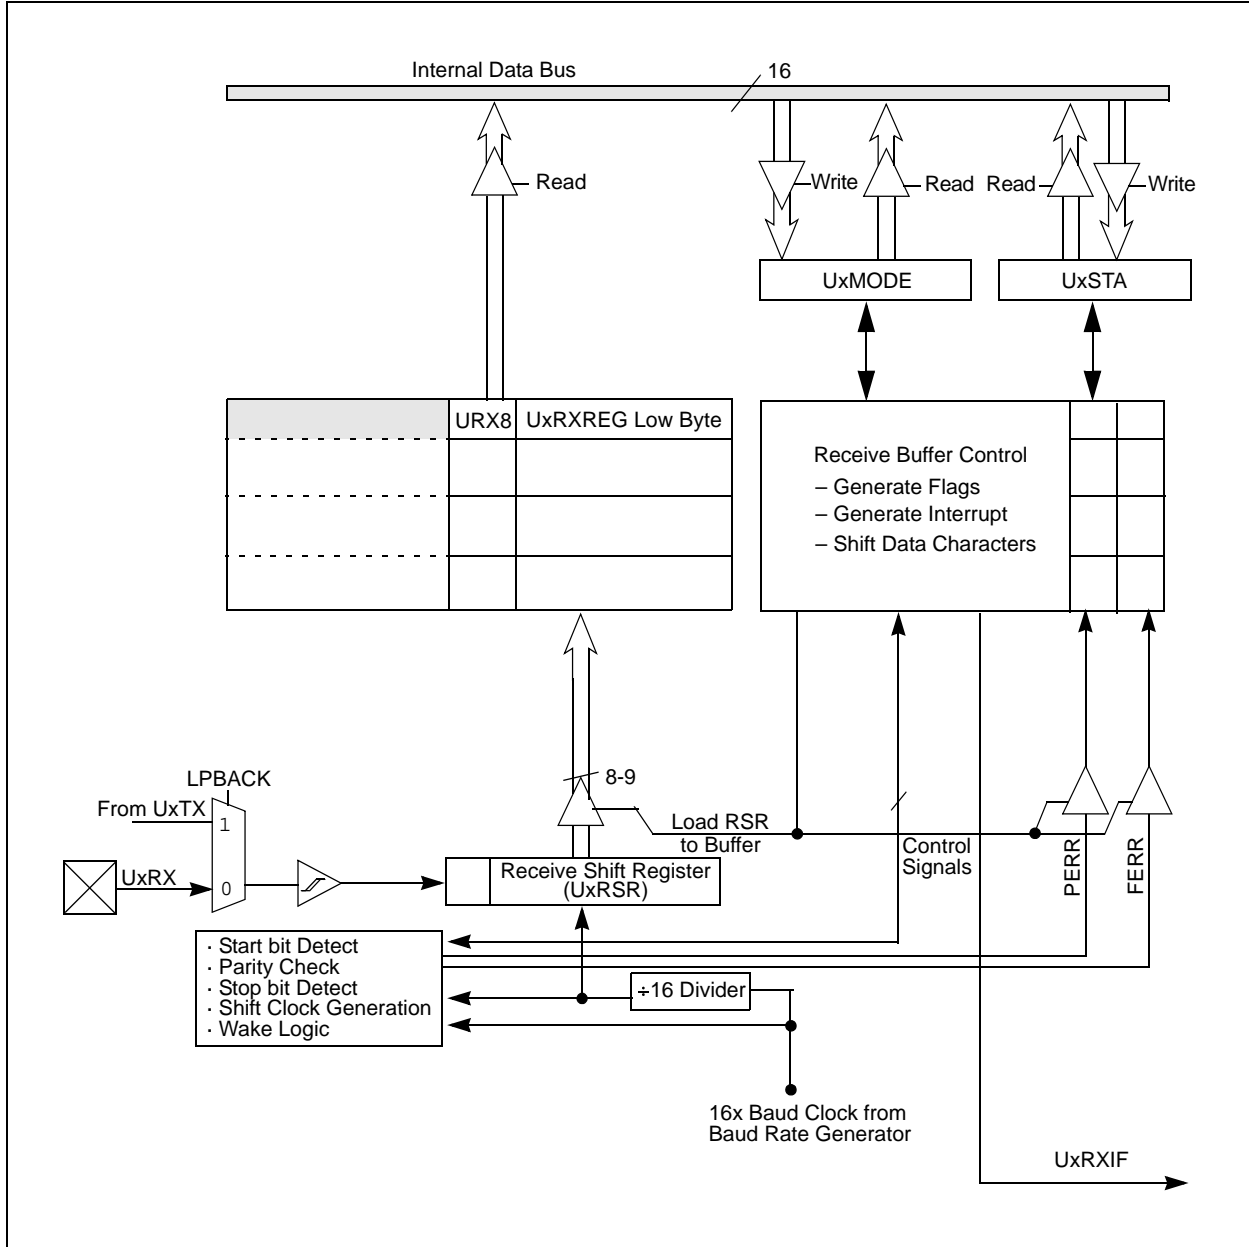 Internal Data Bus
16
Read
Write
Read
Read
Write
UxMODE
UxSTA
URX8
UxRXREG Low Byte
Receive Buffer Control
– Generate Flags
– Generate Interrupt
– Shift Data Characters
8-9
LPBACK
From UxTX
1
UxRX
0
Load RSR
to Buffer
Control
Signals
PERR
FERR
Receive Shift Register
(UxRSR)
· Start bit Detect
· Parity Check
· Stop bit Detect
· Shift Clock Generation
· Wake Logic
÷16 Divider
16x Baud Clock from
Baud Rate Generator
UxRXIF